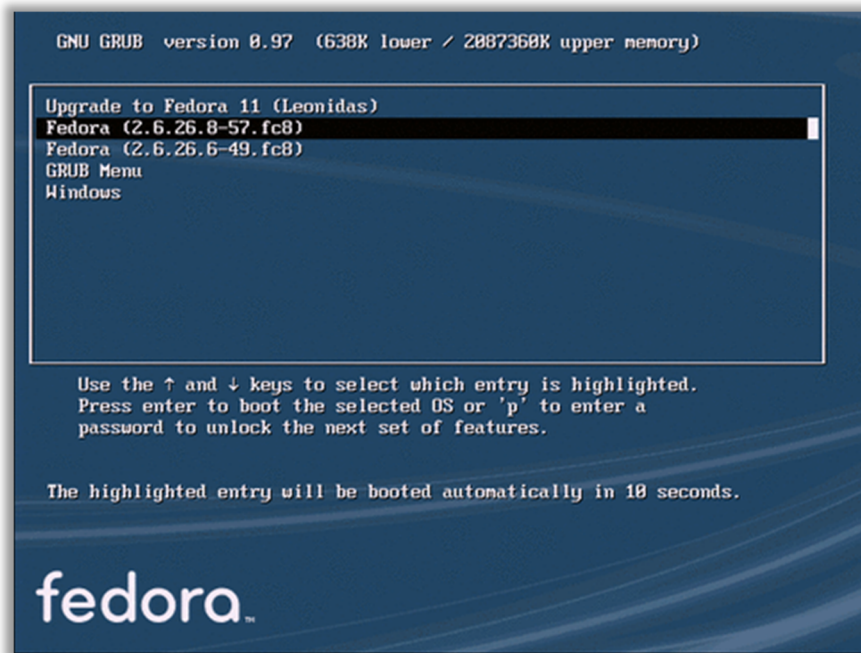 GNU GRUB version 0.97 (638K lower / 2087360K upper memory)
Upgrade to Fedora 11 (Leonidas)
Fedora (2.6.26.8-57.fc8)
Fedora (2.6.26.6-49.fc8)
GRUB Menu
Windows
Use the ↑ and ↓ keys to select which entry is highlighted.
Press enter to boot the selected OS or 'p' to enter a
password to unlock the next set of features.
The highlighted entry will be booted automatically in 10 seconds.
fedora™